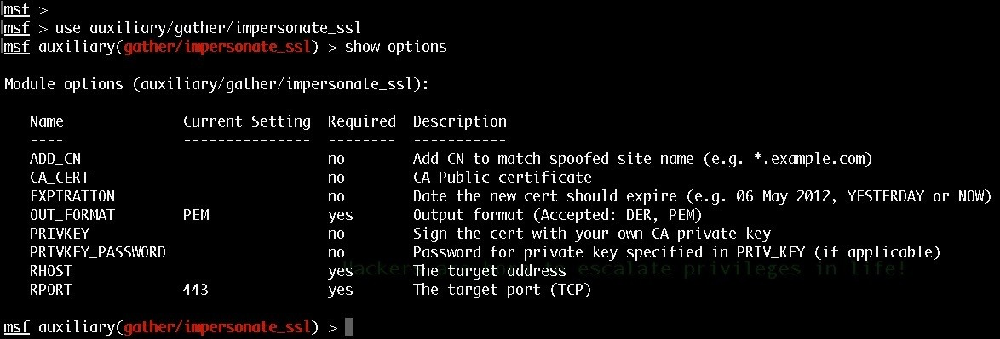 msf >
msf > use auxiliary/gather/impersonate_ssl
msf auxiliary(gather/impersonate_ssl) > show options
Module options (auxiliary/gather/impersonate_ssl):
Name Current Setting Required Description
---- --------------- -------- -----------
ADD_CN no Add CN to match spoofed site name (e.g. *.example.com)
CA_CERT no CA Public certificate
EXPIRATION no Date the new cert should expire (e.g. 06 May 2012, YESTERDAY or NOW)
OUT_FORMAT PEM yes Output format (Accepted: DER, PEM)
PRIVKEY no Sign the cert with your own CA private key
PRIVKEY_PASSWORD no Password for private key specified in PRIV_KEY (if applicable)
RHOST yes The target address
escalate privileges in life!
RPORT 443 yes The target port (TCP)
msf auxiliary(gather/impersonate_ssl) >